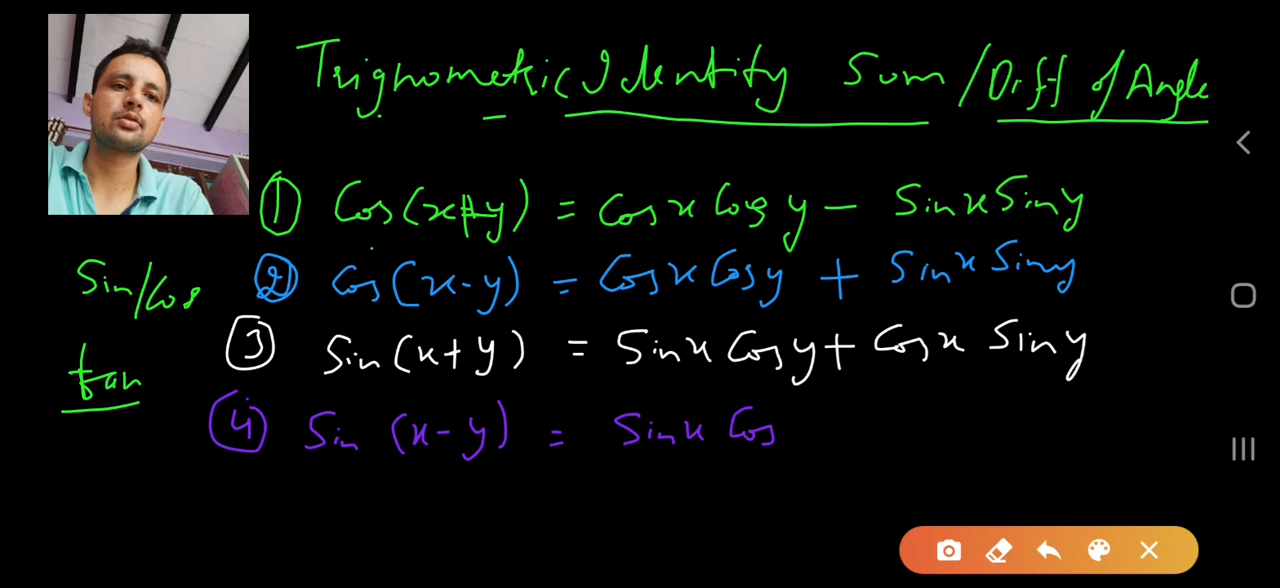 Trignometric Identity Sum/Diff of Angle
① Cos(x+y) = Cosx Cosy - Sinx Siny
Sin/Cos
② Cos(x-y) = Cosx Cosy + Sinx Siny
③ Sin(x+y) = Sinx Cosy + Cosx Siny
tan
④ Sin (x-y) = Sinx Cos